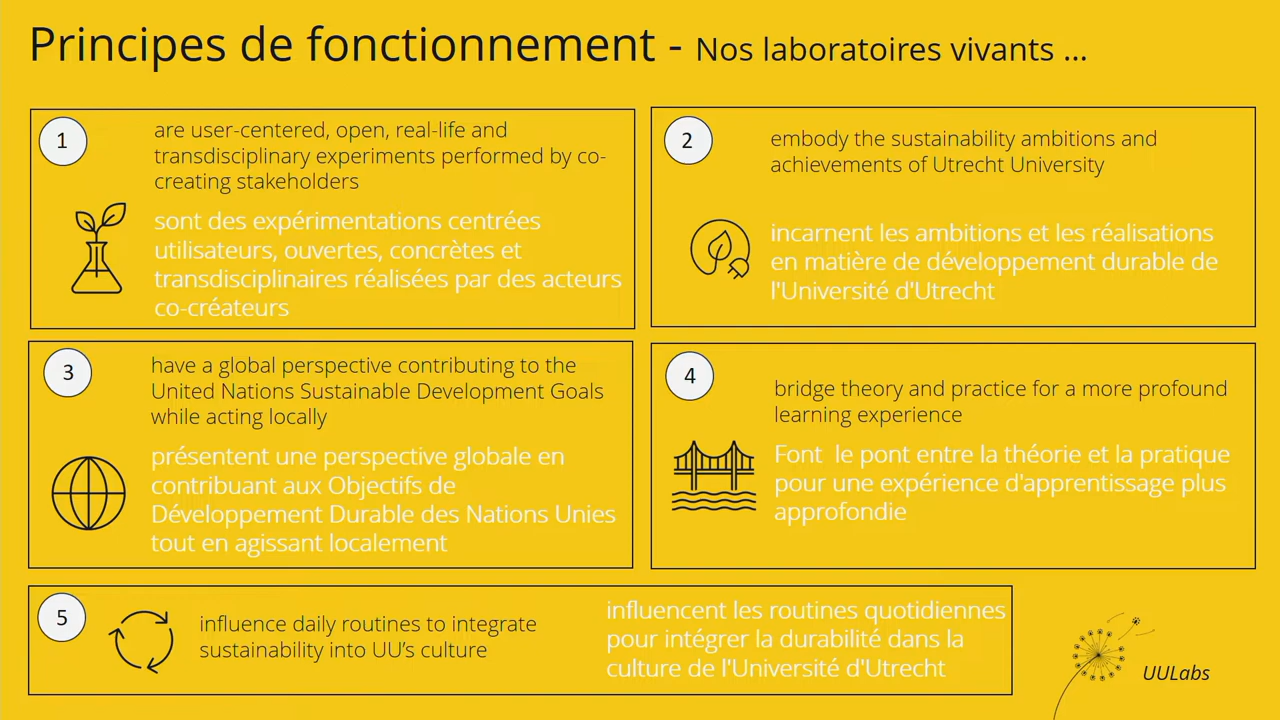 Principes de fonctionnement - Nos laboratoires vivants ...
1
are user-centered, open, real-life and
transdisciplinary experiments performed by co-
creating stakeholders
sont des expérimentations centrées
utilisateurs, ouvertes, concrètes et
transdisciplinaires réalisées par des acteurs
co-créateurs
2
embody the sustainability ambitions and
achievements of Utrecht University
incarnent les ambitions et les réalisations
en matière de développement durable de
l'Université d'Utrecht
3
have a global perspective contributing to the
United Nations Sustainable Development Goals
while acting locally
présentent une perspective globale en
contribuant aux Objectifs de
Développement Durable des Nations Unies
tout en agissant localement
4
bridge theory and practice for a more profound
learning experience
Font  le pont entre la théorie et la pratique
pour une expérience d'apprentissage plus
approfondie
5
influence daily routines to integrate
sustainability into UU's culture
influencent les routines quotidiennes
pour intégrer la durabilité dans la
culture de l'Université d'Utrecht
UULabs